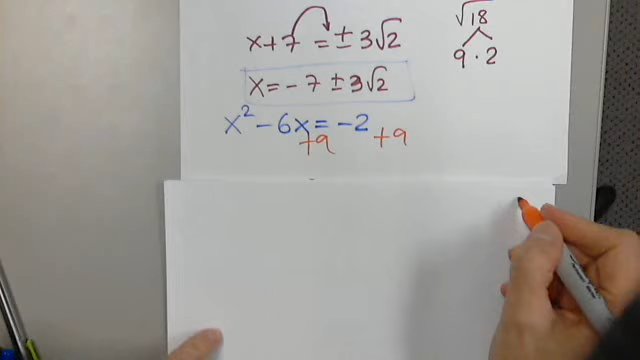 √18
9 · 2
x + 7 = ± 3√2
x = - 7 ± 3√2
x² - 6x = -2
+9 +9